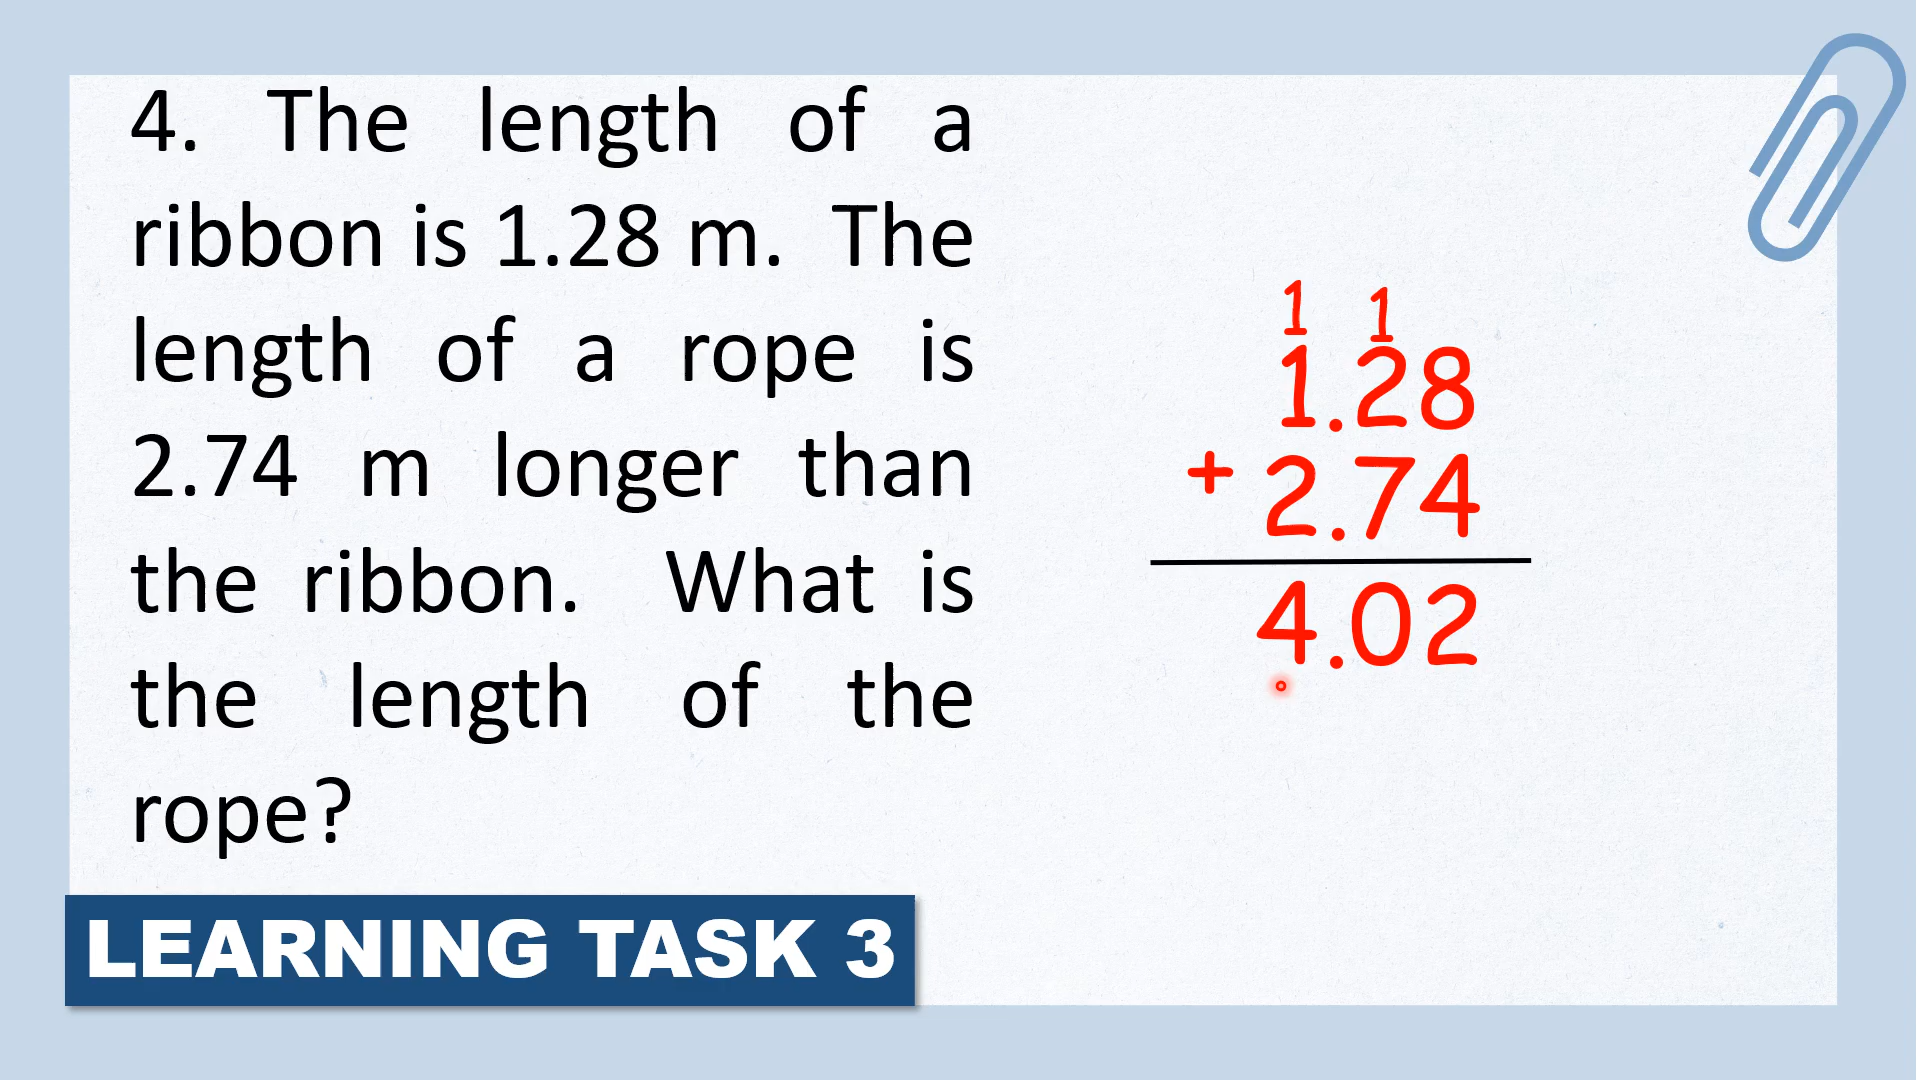 4. The length of a
ribbon is 1.28 m. The
length of a rope is
2.74 m longer than
the ribbon. What is
the length of the
rope?
1 1
1.28
+ 2.74
4.02
LEARNING TASK 3